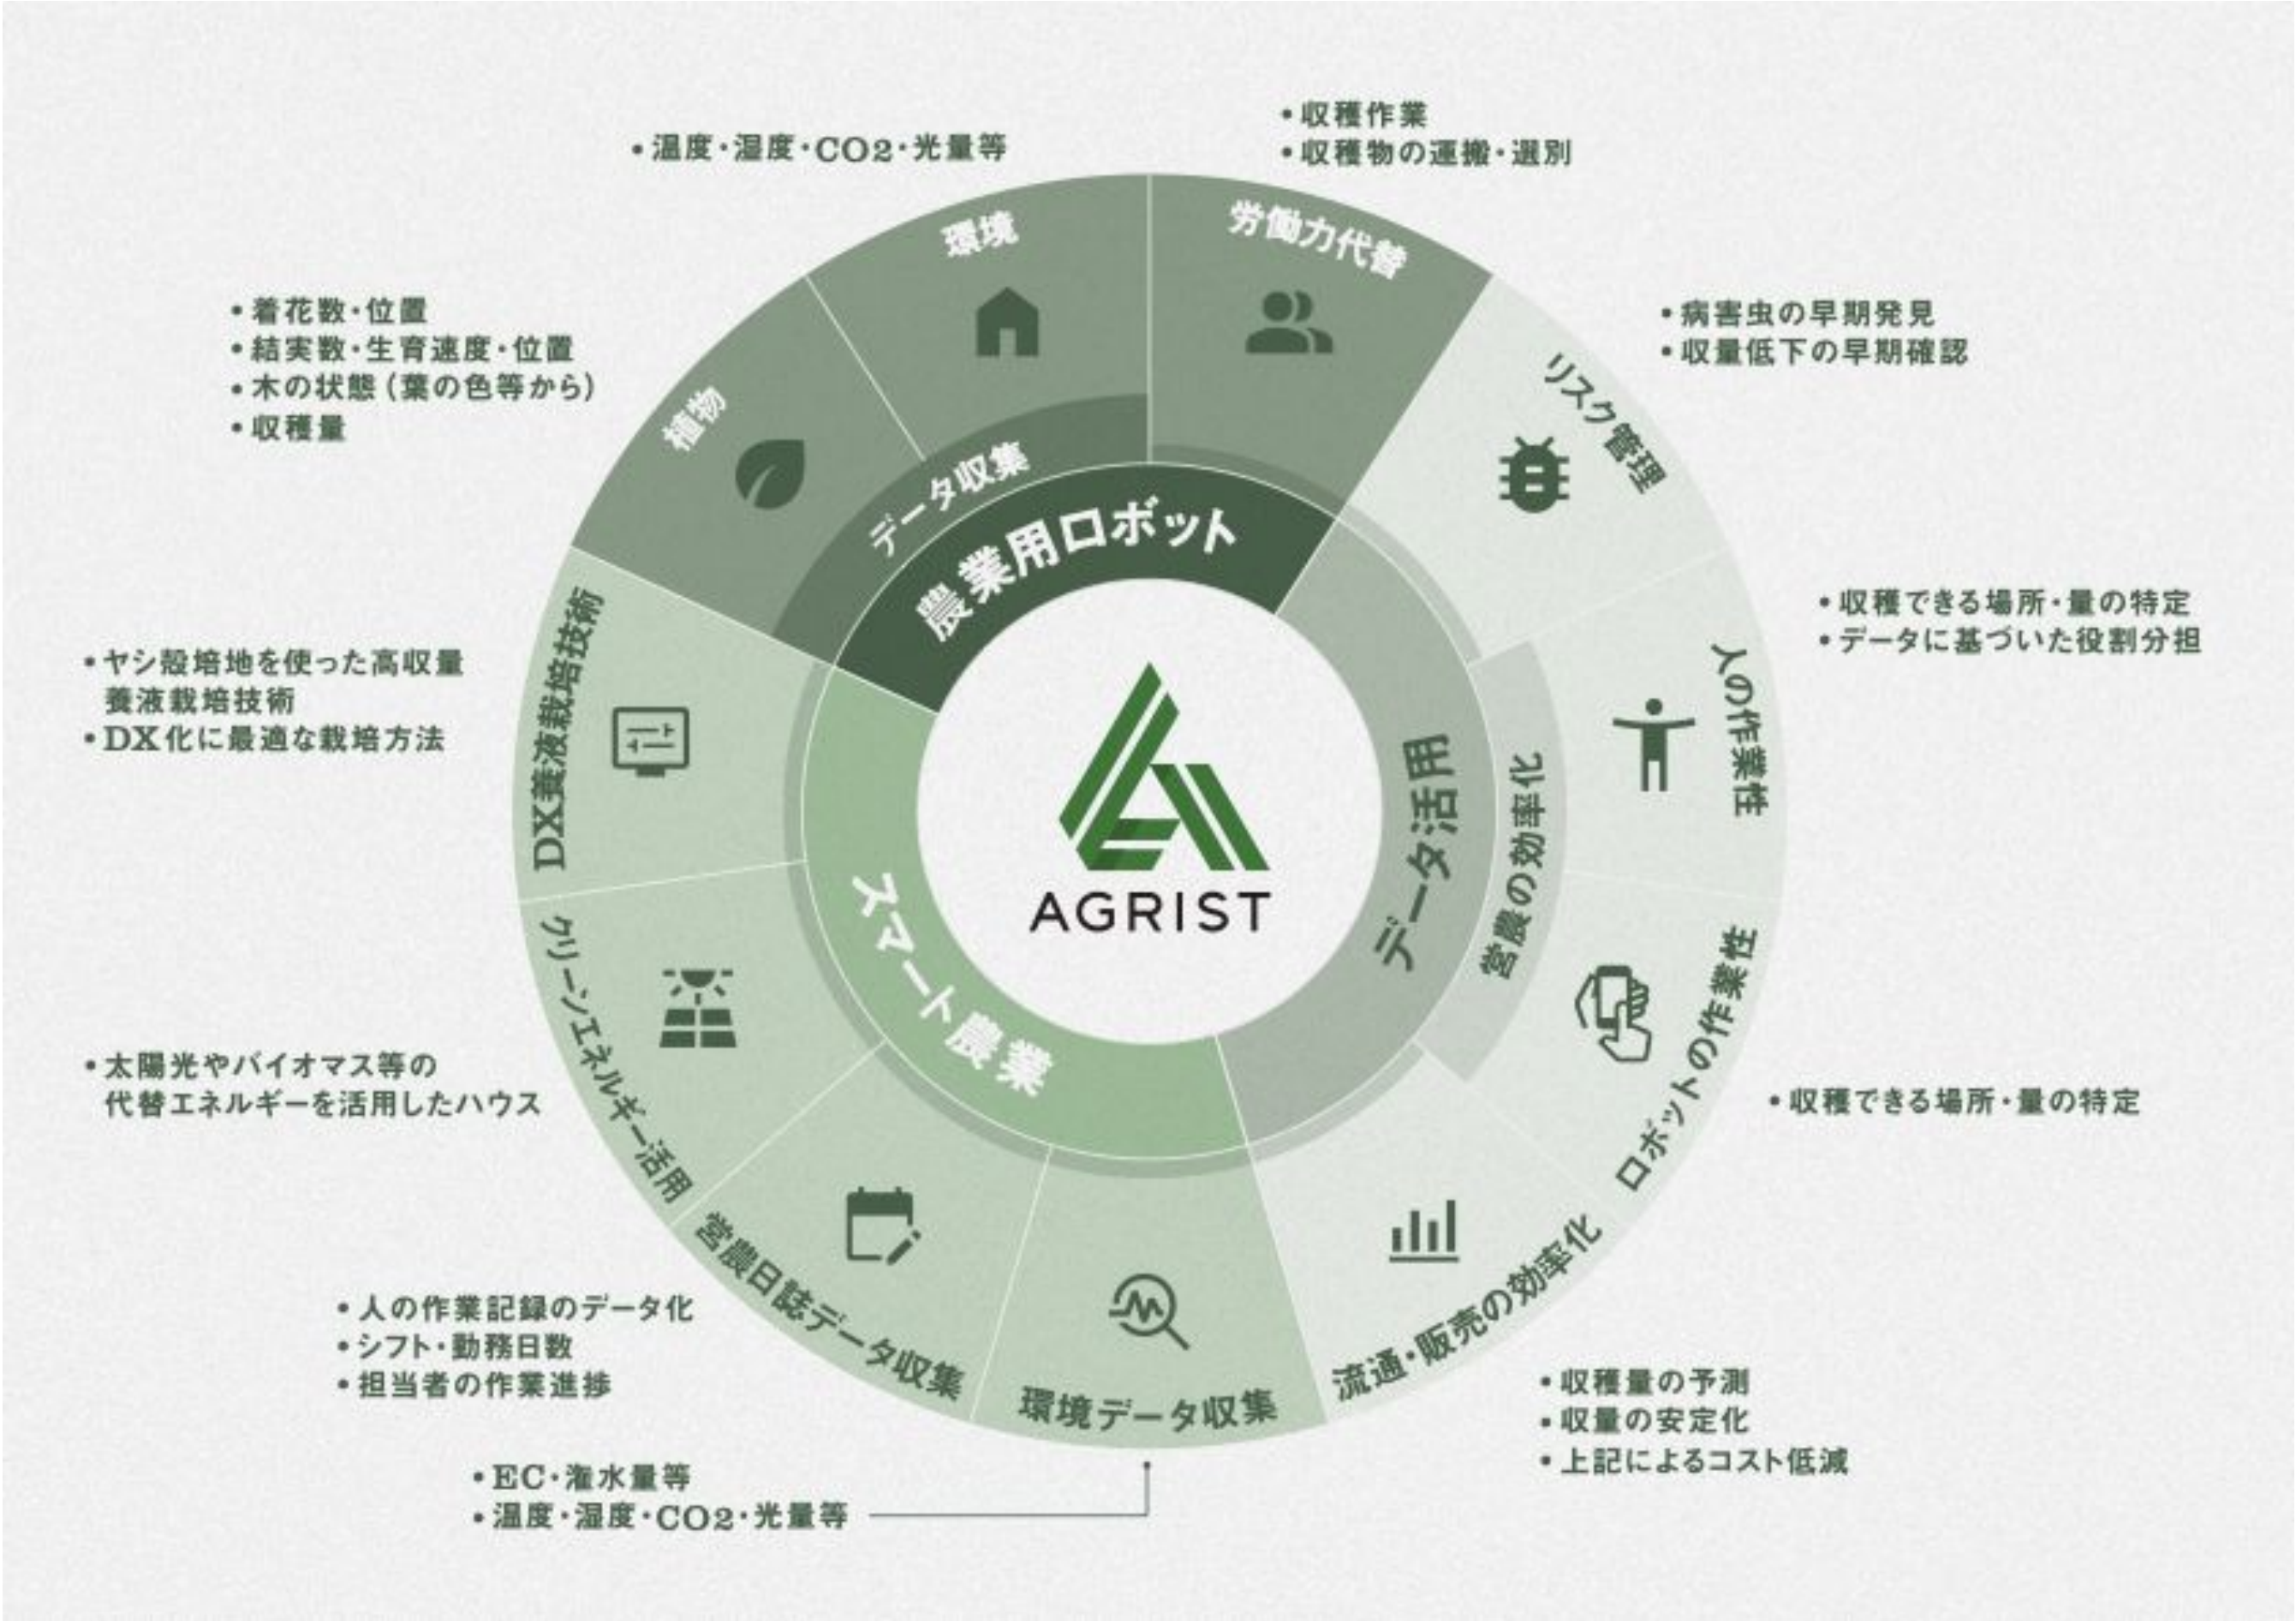 ・温度・湿度・CO2・光量等
・収穫作業
・収穫物の運搬・選別
環境
労働力代替
・着花数・位置
・結実数・生育速度・位置
・木の状態（葉の色等から）
・収穫量
植物
データ収集
農業用ロボット
リスク管理
・病害虫の早期発見
・収量低下の早期確認
・収穫できる場所・量の特定
・データに基づいた役割分担
人の作業性
・ヤシ殻培地を使った高収量
養液栽培技術
・DX化に最適な栽培方法
DX養液栽培技術
AGRIST
データ活用
営農の効率化
スマート農業
ロボットの作業性
・収穫できる場所・量の特定
クリーンエネルギー活用
・太陽光やバイオマス等の
代替エネルギーを活用したハウス
営農日誌データ収集
・人の作業記録のデータ化
・シフト・勤務日数
・担当者の作業進捗
環境データ収集
・EC・潅水量等
・温度・湿度・CO2・光量等
流通・販売の効率化
・収穫量の予測
・収量の安定化
・上記によるコスト低減